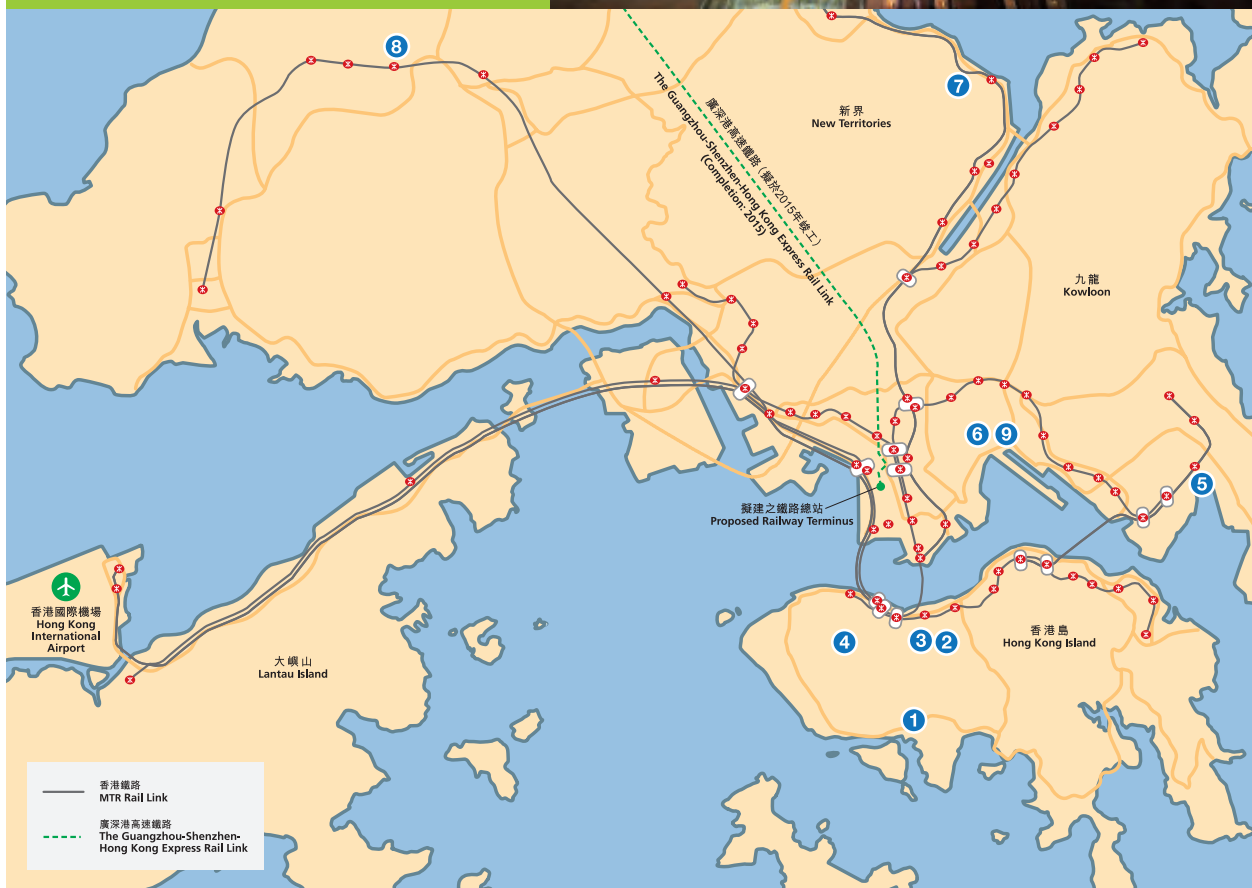 8
7
新界
New Territories
廣深港高速鐵路（擬於2015年峻工）
The Guangzhou-Shenzhen-Hong Kong Express Rail Link
(Completion: 2015)
九龍
Kowloon
6
9
5
擬建之鐵路總站
Proposed Railway Terminus
香港國際機場
Hong Kong
International
Airport
大嶼山
Lantau Island
4
3
2
香港島
Hong Kong Island
1
香港鐵路
MTR Rail Link
廣深港高速鐵路
The Guangzhou-Shenzhen-
Hong Kong Express Rail Link